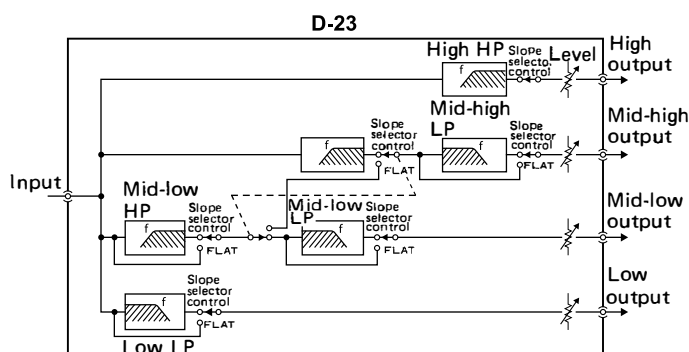 D-23
High HP
Slope
selector
control
Level
High
output
Mid-high
LP
Slope
selector
control
FLAT
Slope
selector
control
FLAT
Mid-high
output
f
f
f
Input
Mid-low
HP
Slope
selector
control
FLAT
f
Mid-low
LP
Slope
selector
control
FLAT
f
Mid-low
output
Slope
selector
control
FLAT
f
Low
output
Low LP